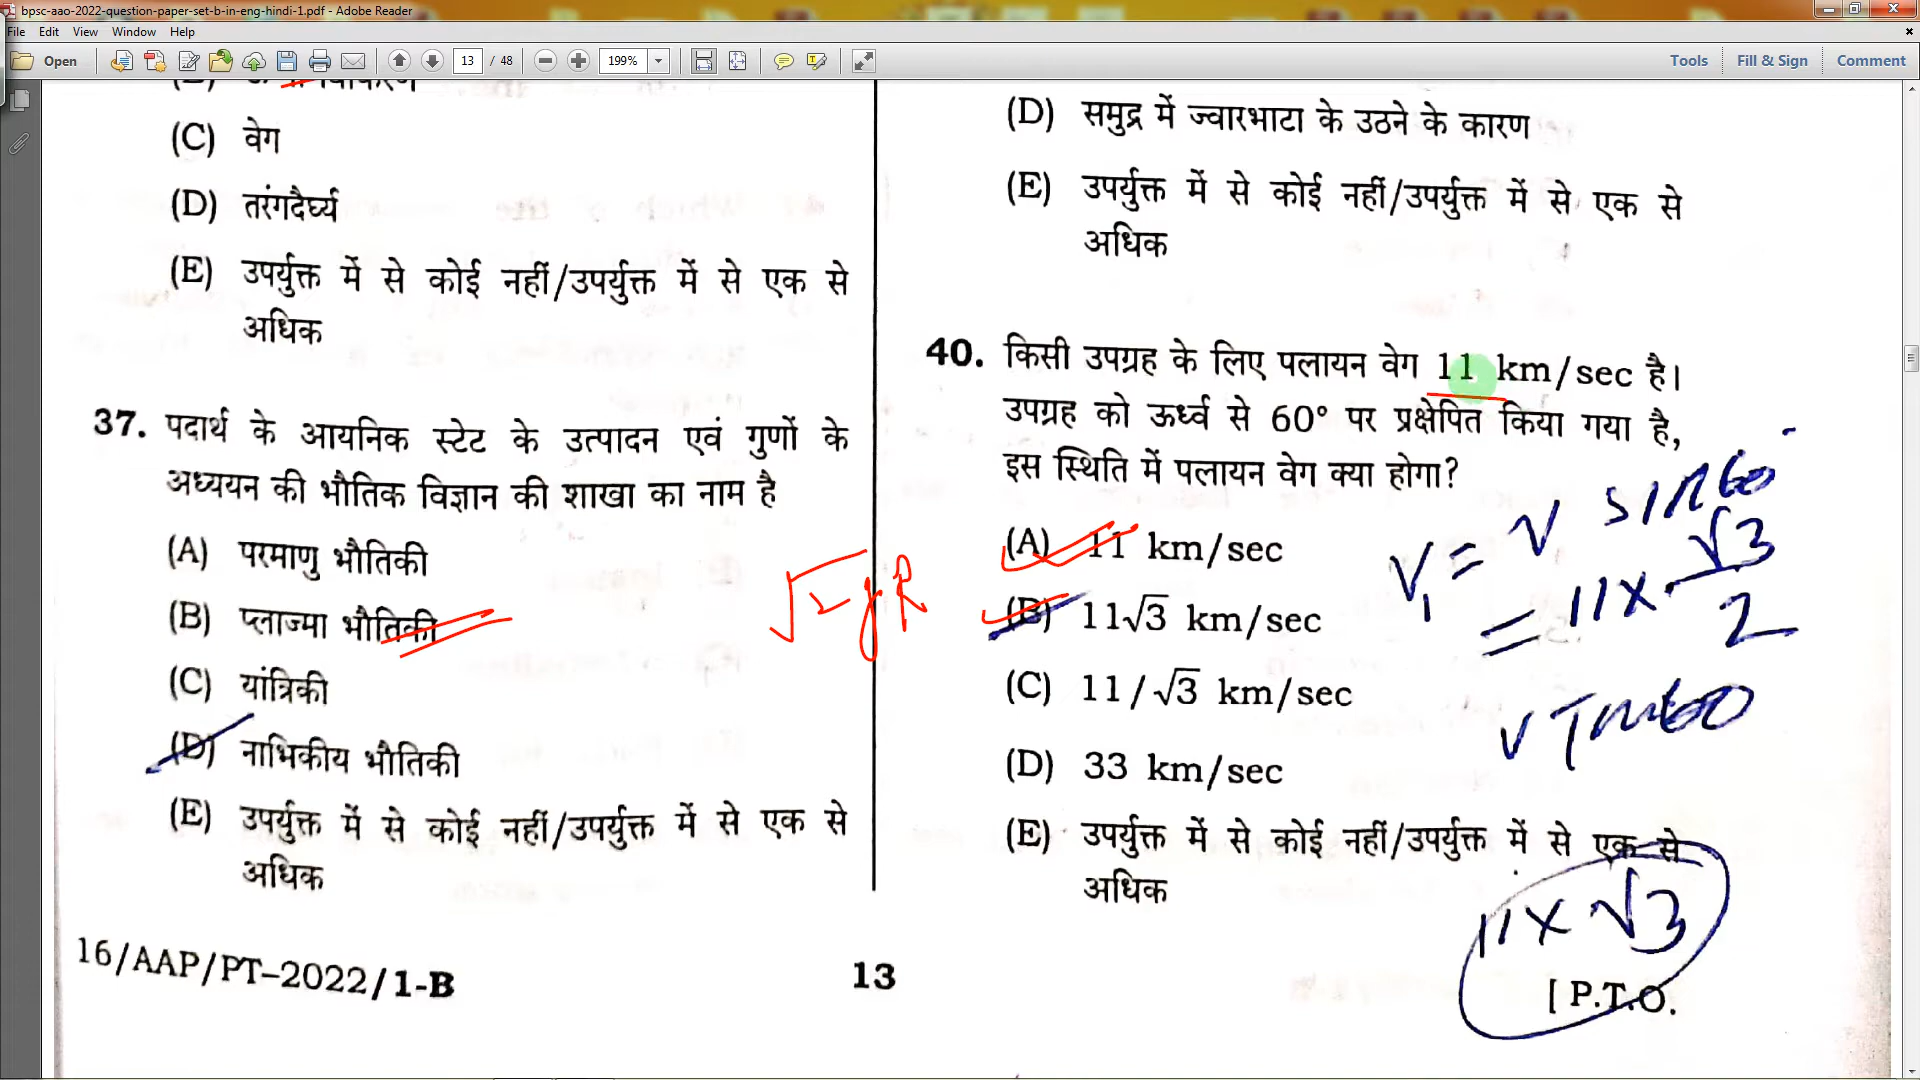 bpsc-aao-2022-question-paper-set-b-in-eng-hindi-1.pdf - Adobe Reader
File Edit View Window Help
Open 13 / 48 199% Tools Fill & Sign Comment
(C) वेग
(D) तरंगदैर्घ्य
(E) उपर्युक्त में से कोई नहीं/उपर्युक्त में से एक से
अधिक
37. पदार्थ के आयनिक स्टेट के उत्पादन एवं गुणों के
अध्ययन की भौतिक विज्ञान की शाखा का नाम है
(A) परमाणु भौतिकी
(B) प्लाज्मा भौतिकी
(C) यांत्रिकी
(D) नाभिकीय भौतिकी
(E) उपर्युक्त में से कोई नहीं/उपर्युक्त में से एक से
अधिक
(D) समुद्र में ज्वारभाटा के उठने के कारण
(E) उपर्युक्त में से कोई नहीं/उपर्युक्त में से एक से
अधिक
40. किसी उपग्रह के लिए पलायन वेग 11 km/sec है।
उपग्रह को ऊर्ध्व से 60° पर प्रक्षेपित किया गया है,
इस स्थिति में पलायन वेग क्या होगा?
(A) 11 km/sec
(B) 11√3 km/sec
(C) 11/√3 km/sec
(D) 33 km/sec
(E) उपर्युक्त में से कोई नहीं/उपर्युक्त में से एक से
अधिक
√2gR
V₁ = V sin60
= 11 x √3/2
V Tan60
11 x √3
16/AAP/PT–2022/1-B
13
[ P.T.O.